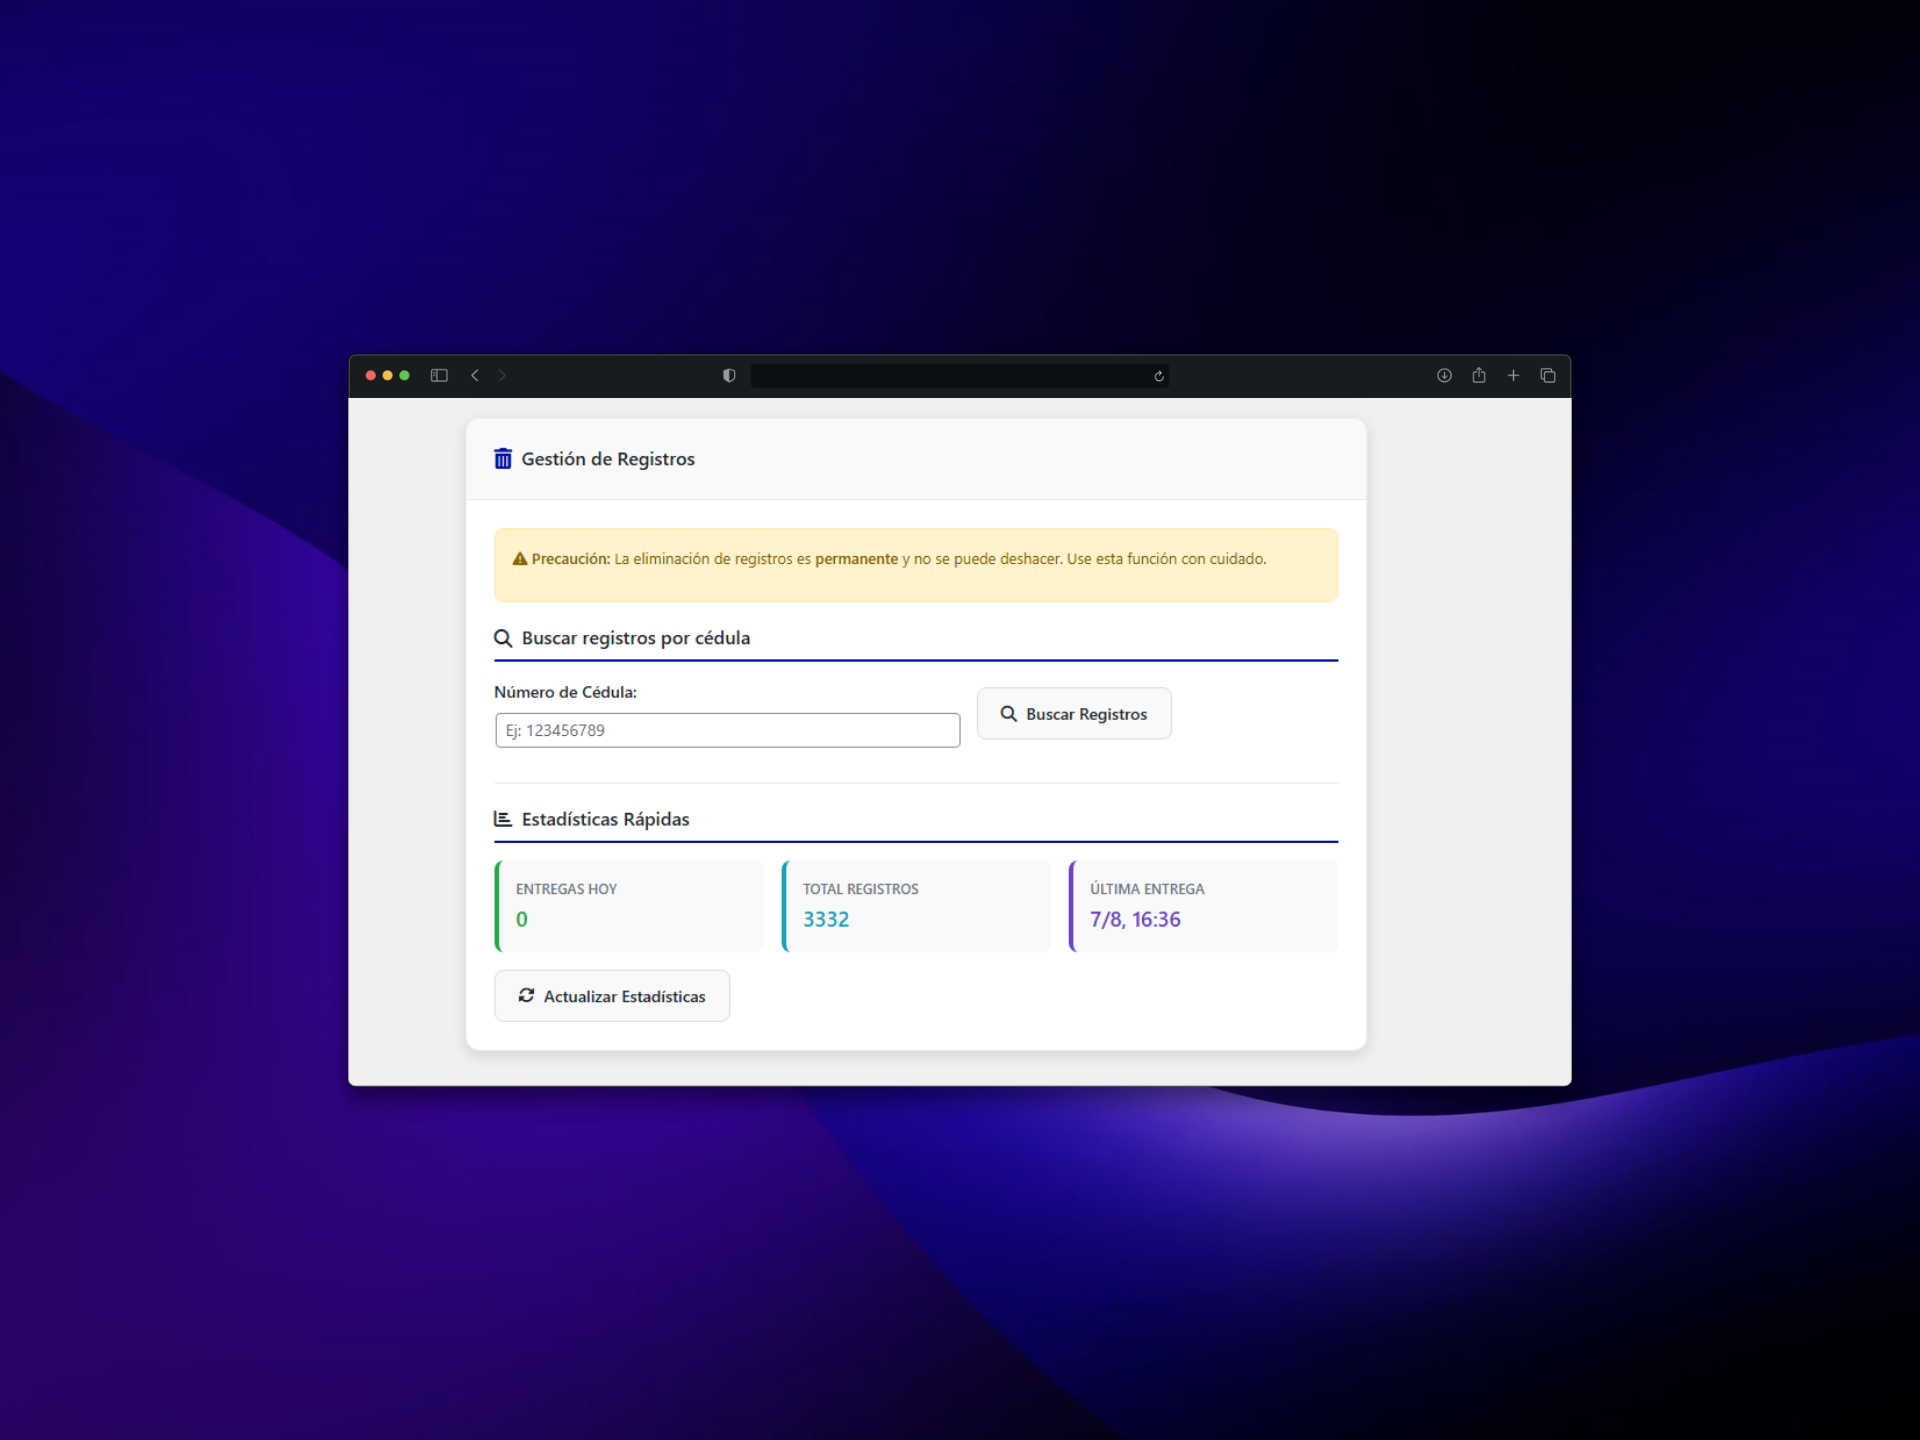 Gestión de Registros
Precaución: La eliminación de registros es permanente y no se puede deshacer. Use esta función con cuidado.
Buscar registros por cédula
Número de Cédula:
Ej: 123456789
Buscar Registros
Estadísticas Rápidas
ENTREGAS HOY
0
TOTAL REGISTROS
3332
ÚLTIMA ENTREGA
7/8, 16:36
Actualizar Estadísticas